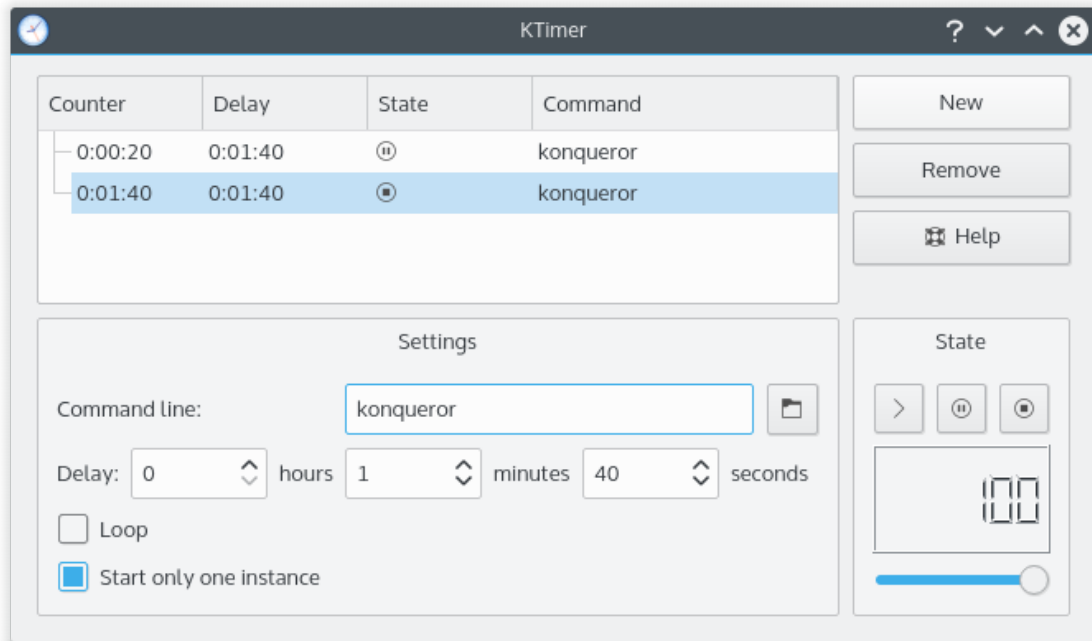 KTimer
Counter Delay State Command
0:00:20 0:01:40 konqueror
0:01:40 0:01:40 konqueror
New
Remove
Help
Settings
Command line: konqueror
Delay: 0 hours 1 minutes 40 seconds
Loop
Start only one instance
State
100